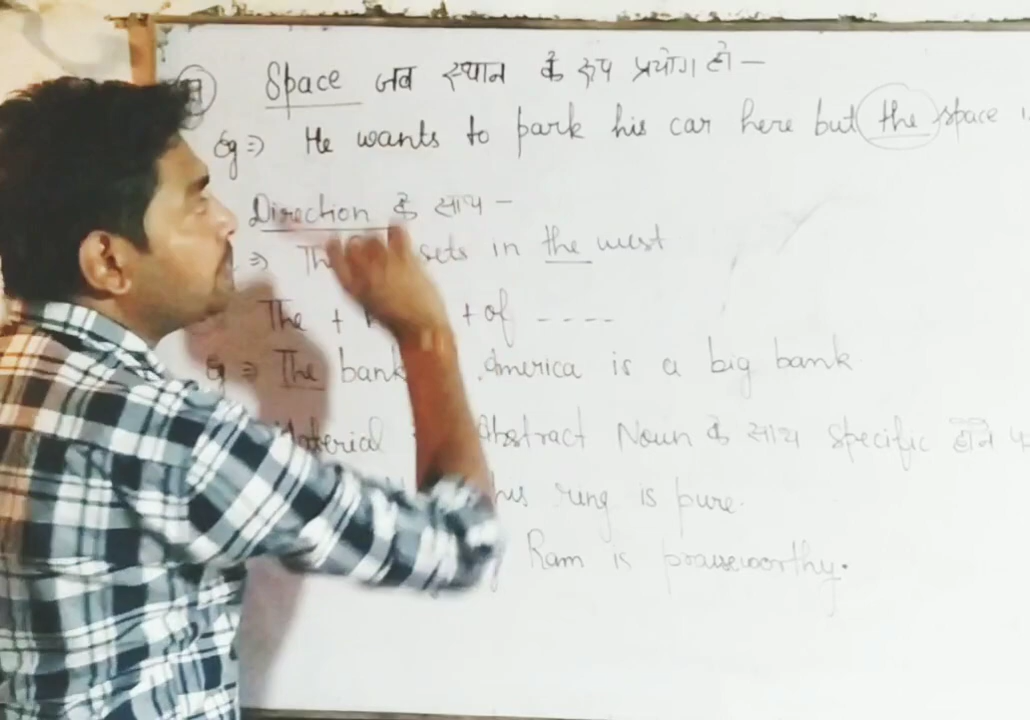 Space जब स्थान के रूप प्रयोग हो —
Eg ⇒ He wants to park his car here but the space
Direction के साथ —
⇒ sets in the west
The + + of ----
Eg ⇒ The bank America is a big bank
Material Abstract Noun के साथ specific होने
ring is pure.
Ram is praiseworthy.